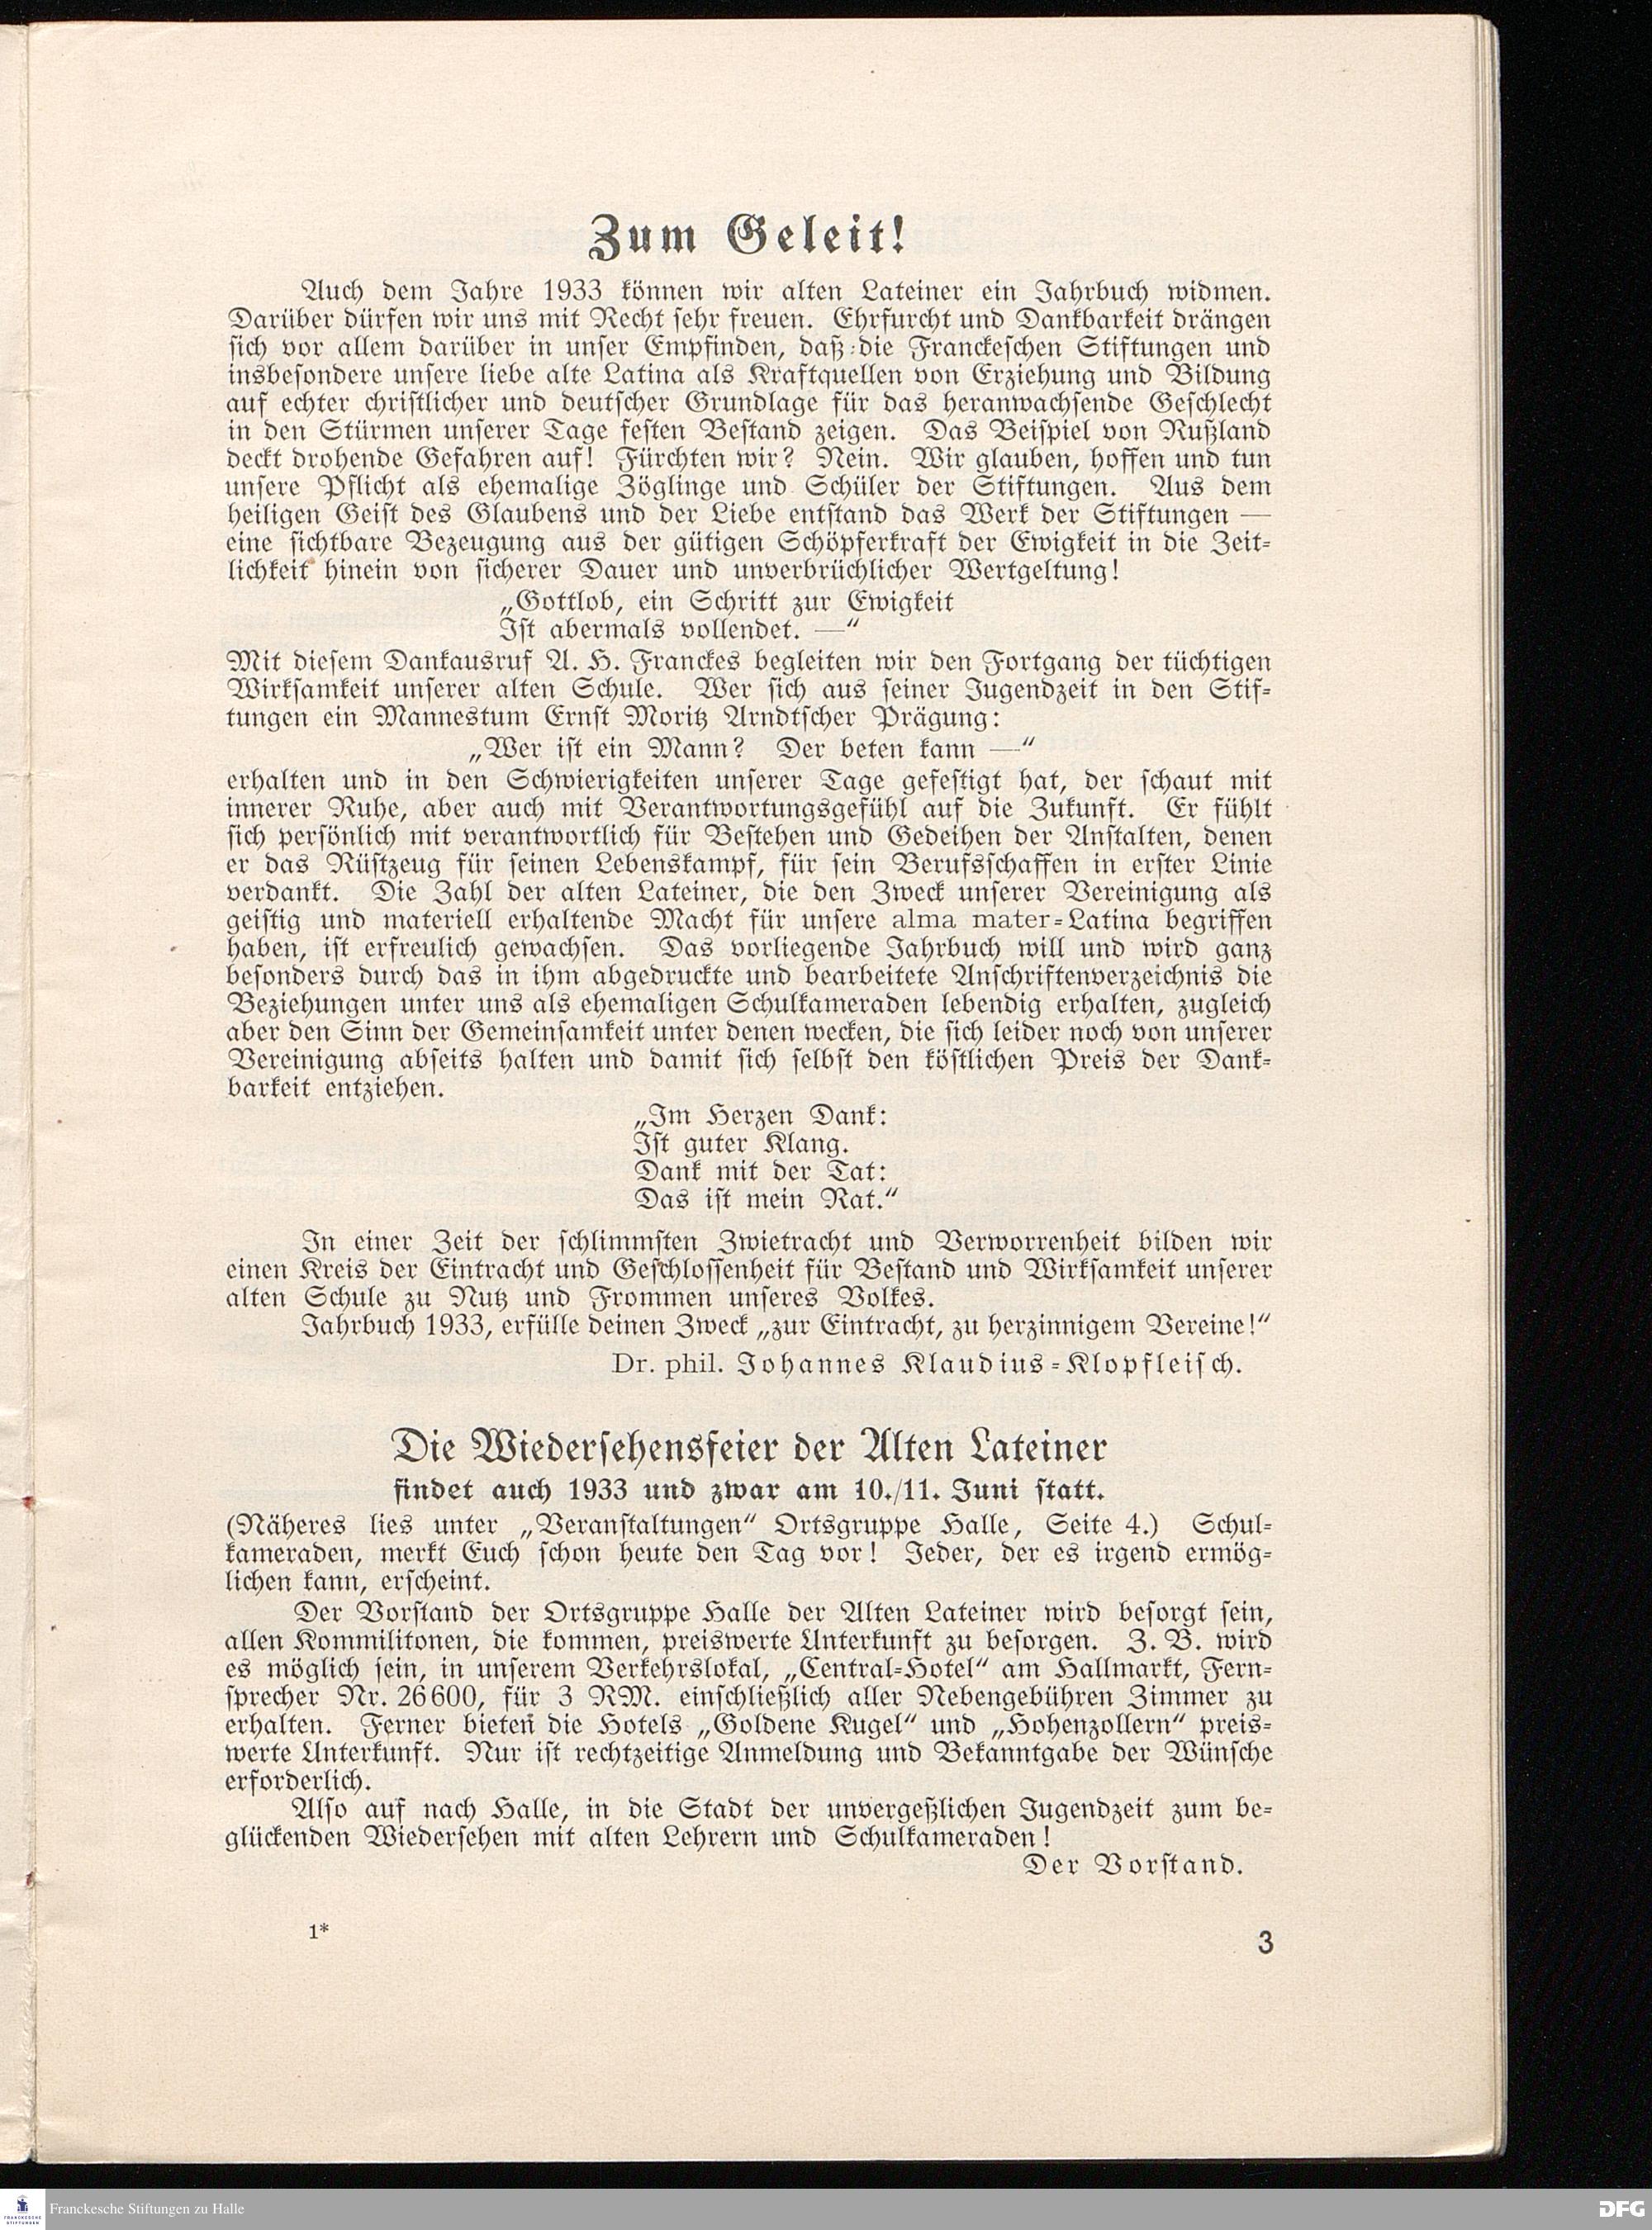 Zum Geleit!
Auch dem Jahre 1933 können wir alten Lateiner ein Jahrbuch widmen.
Darüber dürfen wir uns mit Recht sehr freuen. Ehrfurcht und Dankbarkeit drängen
sich vor allem darüber in unser Empfinden, daß die Franckeschen Stiftungen und
insbesondere unsere liebe alte Latina als Kraftquellen von Erziehung und Bildung
auf echter christlicher und deutscher Grundlage für das heranwachsende Geschlecht
in den Stürmen unserer Tage festen Bestand zeigen. Das Beispiel von Rußland
deckt drohende Gefahren auf! Fürchten wir? Nein. Wir glauben, hoffen und tun
unsere Pflicht als ehemalige Zöglinge und Schüler der Stiftungen. Aus dem
heiligen Geist des Glaubens und der Liebe entstand das Werk der Stiftungen —
eine sichtbare Bezeugung aus der gütigen Schöpferkraft der Ewigkeit in die Zeit-
lichkeit hinein von sicherer Dauer und unverbrüchlicher Wertgeltung!
„Gottlob, ein Schritt zur Ewigkeit
Ist abermals vollendet. —“
Mit diesem Dankausruf A. H. Franckes begleiten wir den Fortgang der tüchtigen
Wirksamkeit unserer alten Schule. Wer sich aus seiner Jugendzeit in den Stif-
tungen ein Mannestum Ernst Moritz Arndtscher Prägung:
„Wer ist ein Mann? Der beten kann —“
erhalten und in den Schwierigkeiten unserer Tage gefestigt hat, der schaut mit
innerer Ruhe, aber auch mit Verantwortungsgefühl auf die Zukunft. Er fühlt
sich persönlich mit verantwortlich für Bestehen und Gedeihen der Anstalten, denen
er das Rüstzeug für seinen Lebenskampf, für sein Berufsschaffen in erster Linie
verdankt. Die Zahl der alten Lateiner, die den Zweck unserer Vereinigung als
geistig und materiell erhaltende Macht für unsere alma mater-Latina begriffen
haben, ist erfreulich gewachsen. Das vorliegende Jahrbuch will und wird ganz
besonders durch das in ihm abgedruckte und bearbeitete Anschriftenverzeichnis die
Beziehungen unter uns als ehemaligen Schulkameraden lebendig erhalten, zugleich
aber den Sinn der Gemeinsamkeit unter denen wecken, die sich leider noch von unserer
Vereinigung abseits halten und damit sich selbst den köstlichen Preis der Dank-
barkeit entziehen.
„Im Herzen Dank:
Ist guter Klang.
Dank mit der Tat:
Das ist mein Rat.“
In einer Zeit der schlimmsten Zwietracht und Verworrenheit bilden wir
einen Kreis der Eintracht und Geschlossenheit für Bestand und Wirksamkeit unserer
alten Schule zu Nutz und Frommen unseres Volkes.
Jahrbuch 1933, erfülle deinen Zweck „zur Eintracht, zu herzinnigem Vereine!“
Dr. phil. Johannes Klaudius-Klopfleisch.
Die Wiedersehensfeier der Alten Lateiner
findet auch 1933 und zwar am 10./11. Juni statt.
(Näheres lies unter „Veranstaltungen“ Ortsgruppe Halle, Seite 4.) Schul-
kameraden, merkt Euch schon heute den Tag vor! Jeder, der es irgend ermög-
lichen kann, erscheint.
Der Vorstand der Ortsgruppe Halle der Alten Lateiner wird besorgt sein,
allen Kommilitonen, die kommen, preiswerte Unterkunft zu besorgen. Z. B. wird
es möglich sein, in unserem Verkehrslokal, „Central-Hotel“ am Hallmarkt, Fern-
sprecher Nr. 26600, für 3 RM. einschließlich aller Nebengebühren Zimmer zu
erhalten. Ferner bieten die Hotels „Goldene Kugel“ und „Hohenzollern“ preis-
werte Unterkunft. Nur ist rechtzeitige Anmeldung und Bekanntgabe der Wünsche
erforderlich.
Also auf nach Halle, in die Stadt der unvergeßlichen Jugendzeit zum be-
glückenden Wiedersehen mit alten Lehrern und Schulkameraden!
Der Vorstand.
1*
3
FRANCKESCHE
STIFTUNGEN
Franckesche Stiftungen zu Halle
DFG